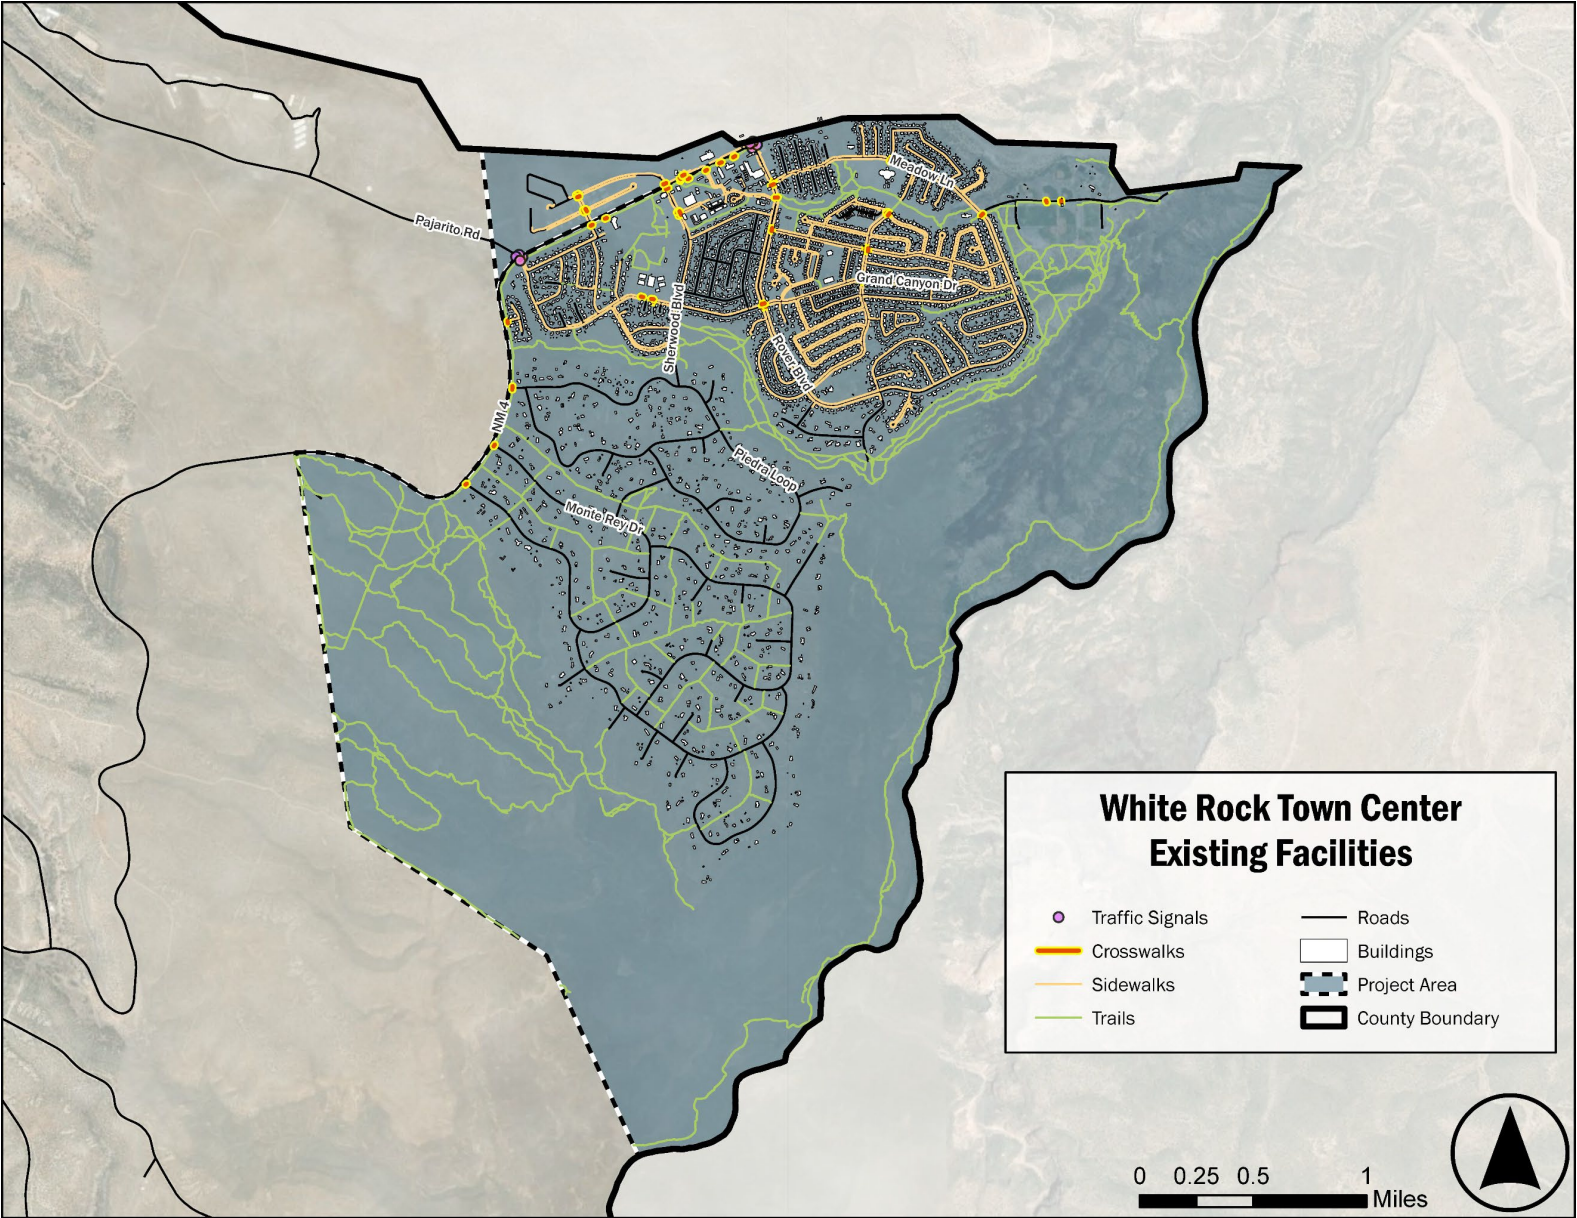 Meadow Ln
Pajarito Rd
Grand Canyon Dr
Sherwood Blvd
Rover Blvd
NM 4
Piedra Loop
Monte Rey Dr
White Rock Town Center
Existing Facilities
Traffic Signals
Crosswalks
Sidewalks
Trails
Roads
Buildings
Project Area
County Boundary
0 0.25 0.5 1
Miles